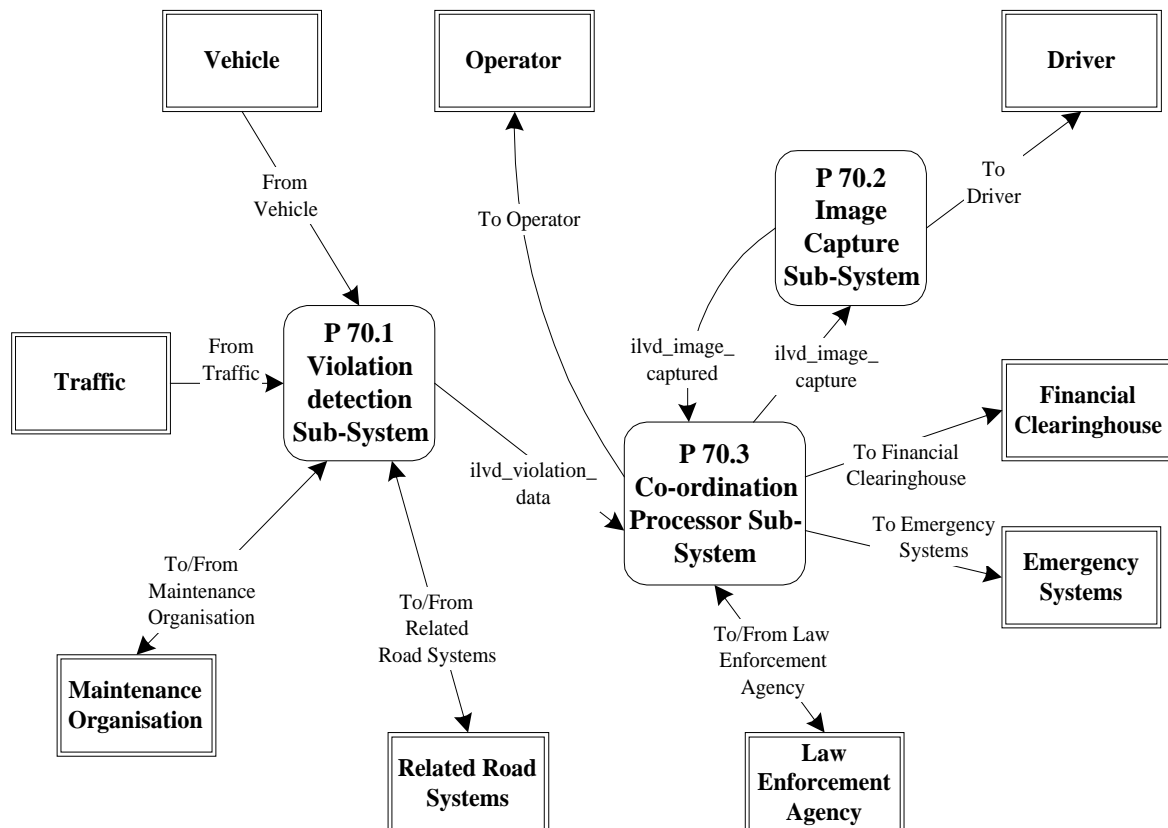 Vehicle
Operator
Driver
From
Vehicle
To Operator
P 70.2
Image
Capture
Sub-System
To
Driver
Traffic
From
Traffic
P 70.1
Violation
detection
Sub-System
ilvd_image_
captured
ilvd_image_
capture
Financial
Clearinghouse
ilvd_violation_
data
P 70.3
Co-ordination
Processor Sub-
System
To Financial
Clearinghouse
To Emergency
Systems
Emergency
Systems
To/From
Maintenance
Organisation
To/From
Related
Road Systems
To/From Law
Enforcement
Agency
Maintenance
Organisation
Related Road
Systems
Law
Enforcement
Agency